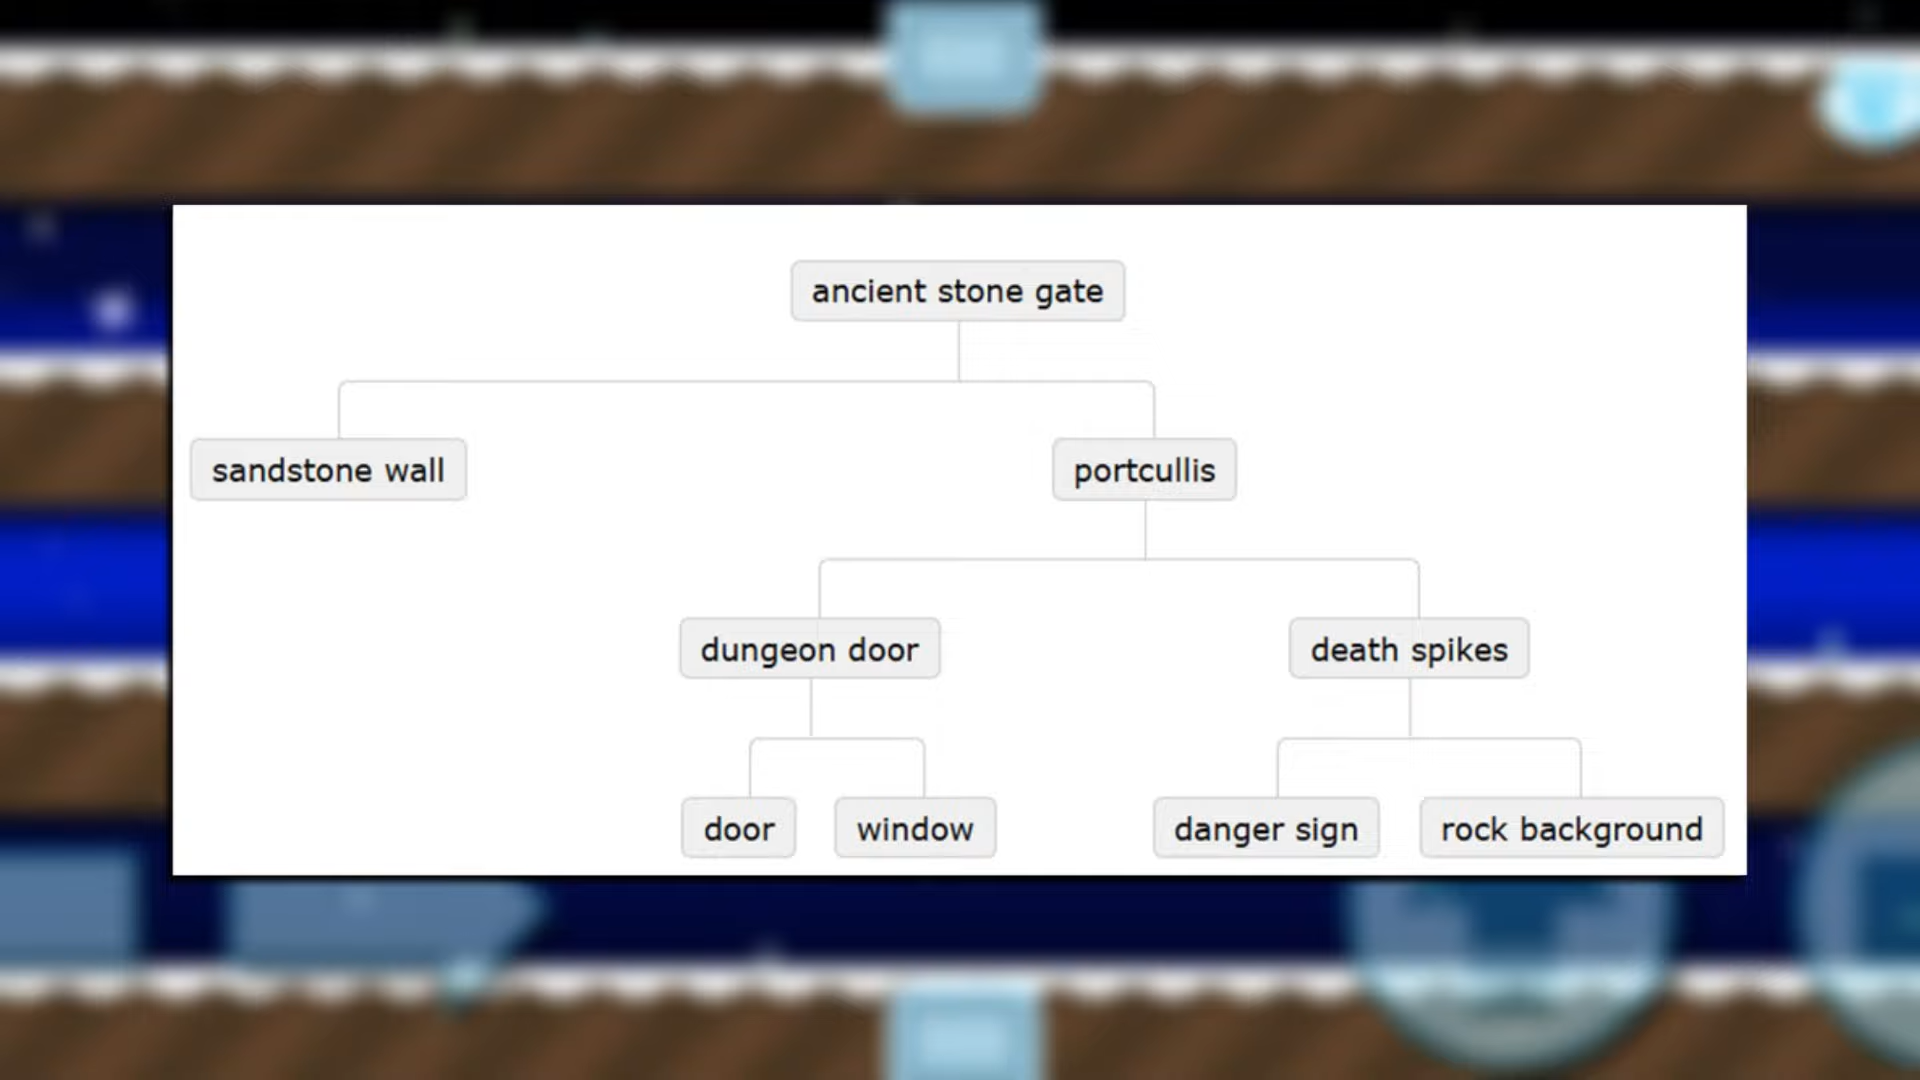 ancient stone gate
sandstone wall
portcullis
dungeon door
death spikes
door
window
danger sign
rock background